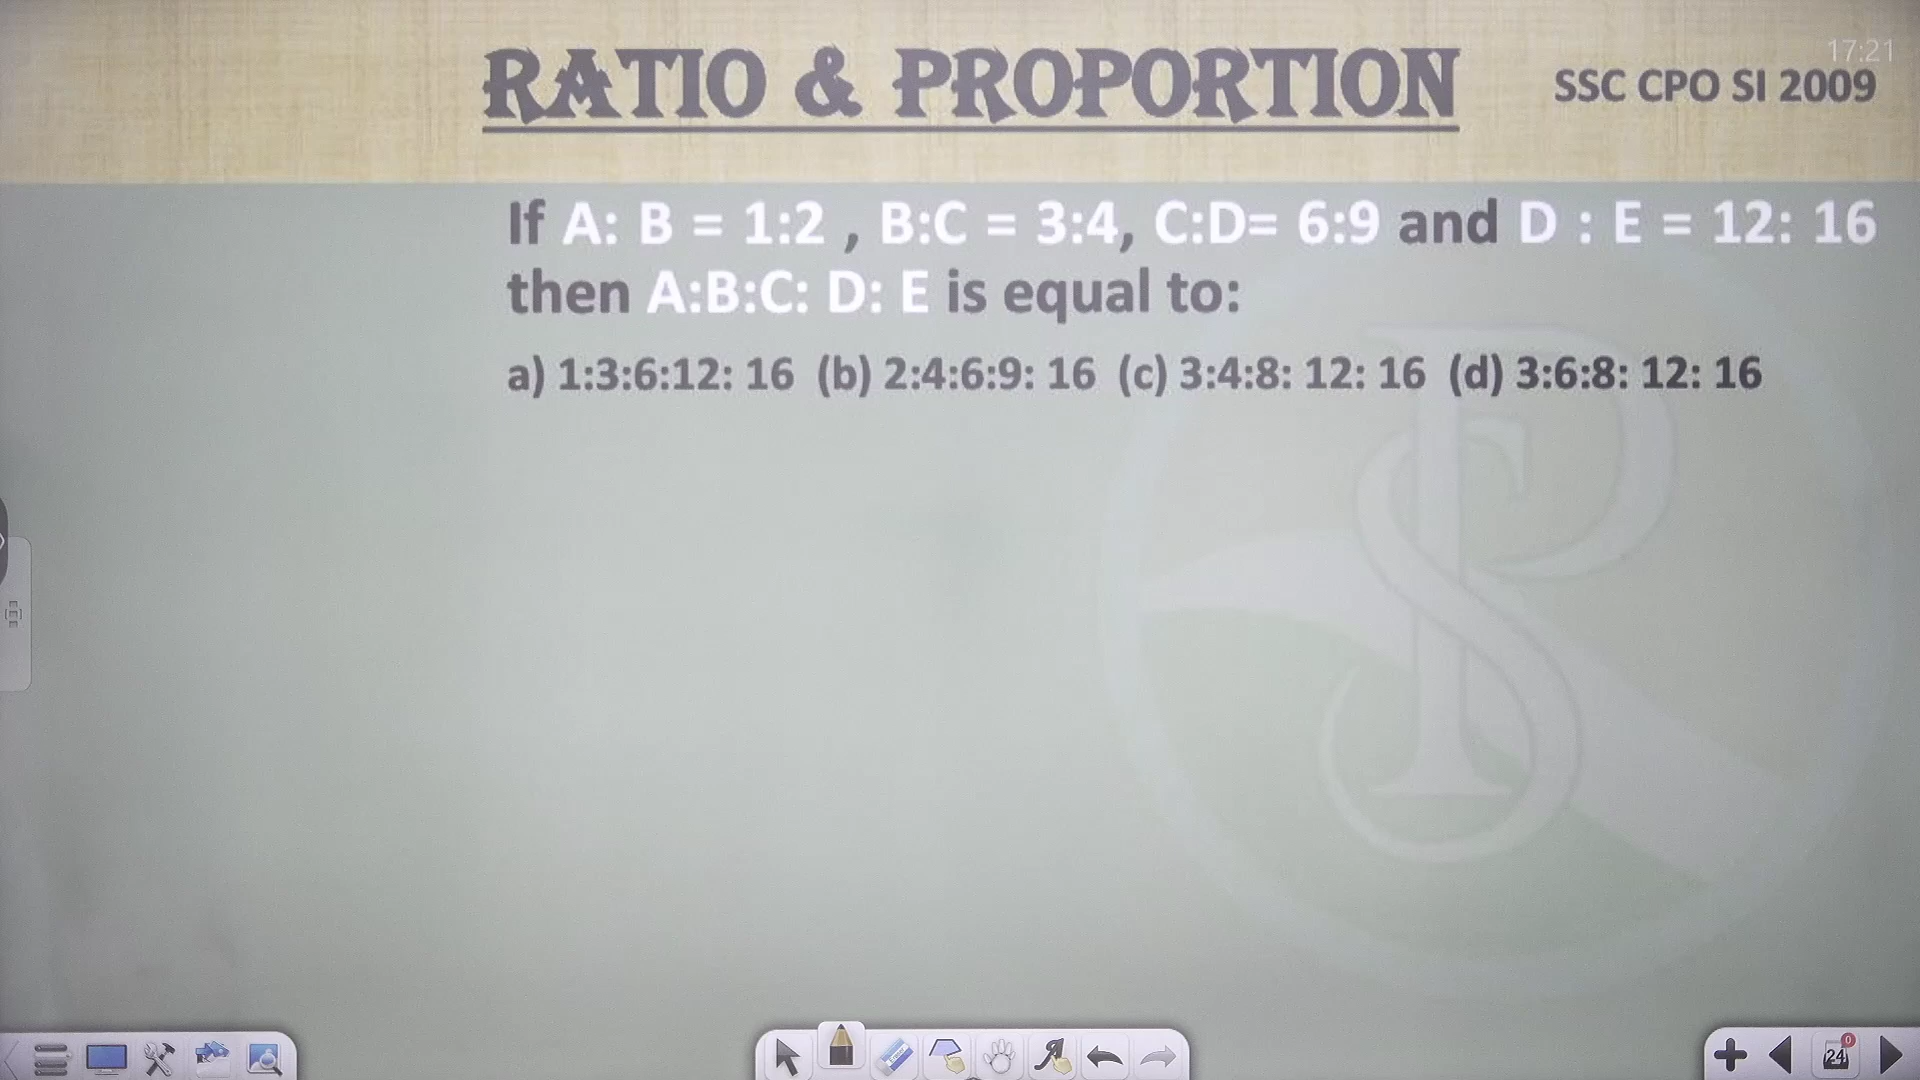 RATIO & PROPORTION
17:21
SSC CPO SI 2009
If A: B = 1:2 , B:C = 3:4, C:D= 6:9 and D : E = 12: 16
then A:B:C: D: E is equal to:
a) 1:3:6:12: 16 (b) 2:4:6:9: 16 (c) 3:4:8: 12: 16 (d) 3:6:8: 12: 16
24
0